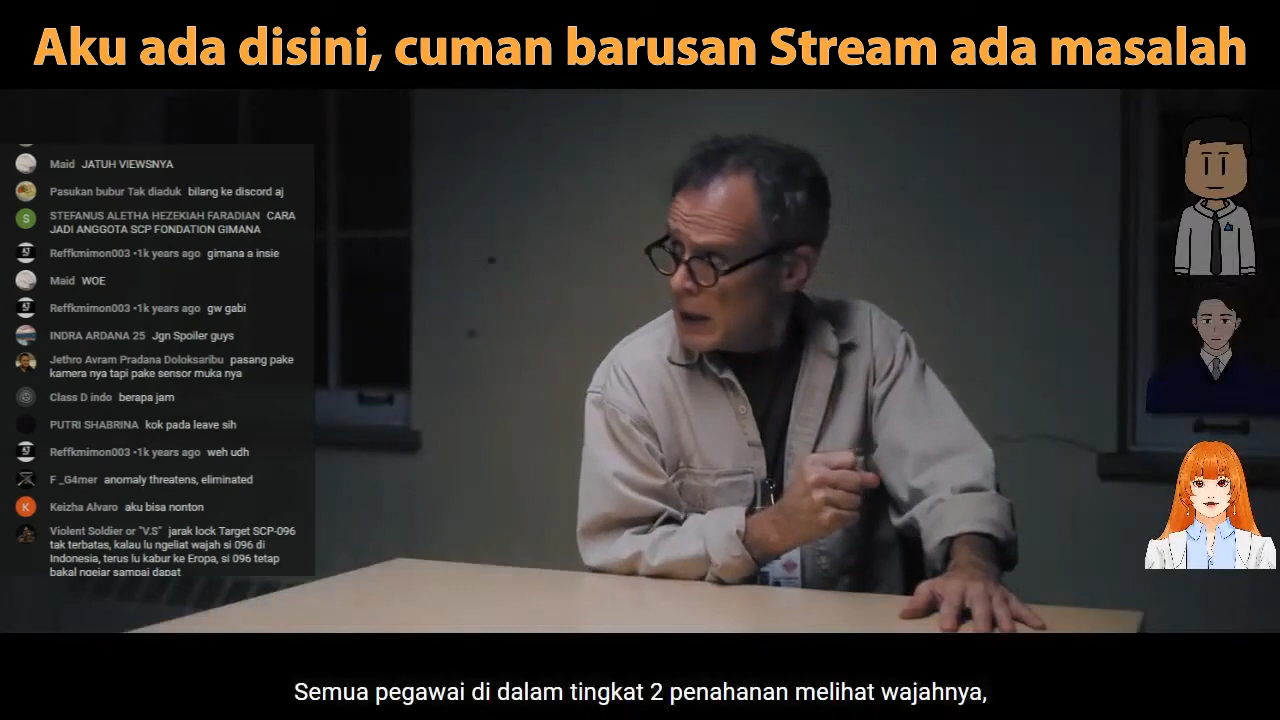 Aku ada disini, cuman barusan Stream ada masalah
Maid JATUH VIEWSNYA
Pasukan bubur Tak diaduk bilang ke discord aj
STEFANUS ALETHA HEZEKIAH FARADIAN CARA
JADI ANGGOTA SCP FONDATION GIMANA
Reffkmimon003 •1k years ago gimana a insie
Maid WOE
Reffkmimon003 •1k years ago gw gabi
INDRA ARDANA 25 Jgn Spoiler guys
Jethro Avram Pradana Doloksaribu pasang pake
kamera nya tapi pake sensor muka nya
Class D indo berapa jam
PUTRI SHABRINA kok pada leave sih
Reffkmimon003 •1k years ago weh udh
F _G4mer anomaly threatens, eliminated
K
Keizha Alvaro aku bisa nonton
Violent Soldier or "V.S" jarak lock Target SCP-096
tak terbatas, kalau lu ngeliat wajah si 096 di
Indonesia, terus lu kabur ke Eropa, si 096 tetap
bakal ngejar sampai dapat
S
Semua pegawai di dalam tingkat 2 penahanan melihat wajahnya,